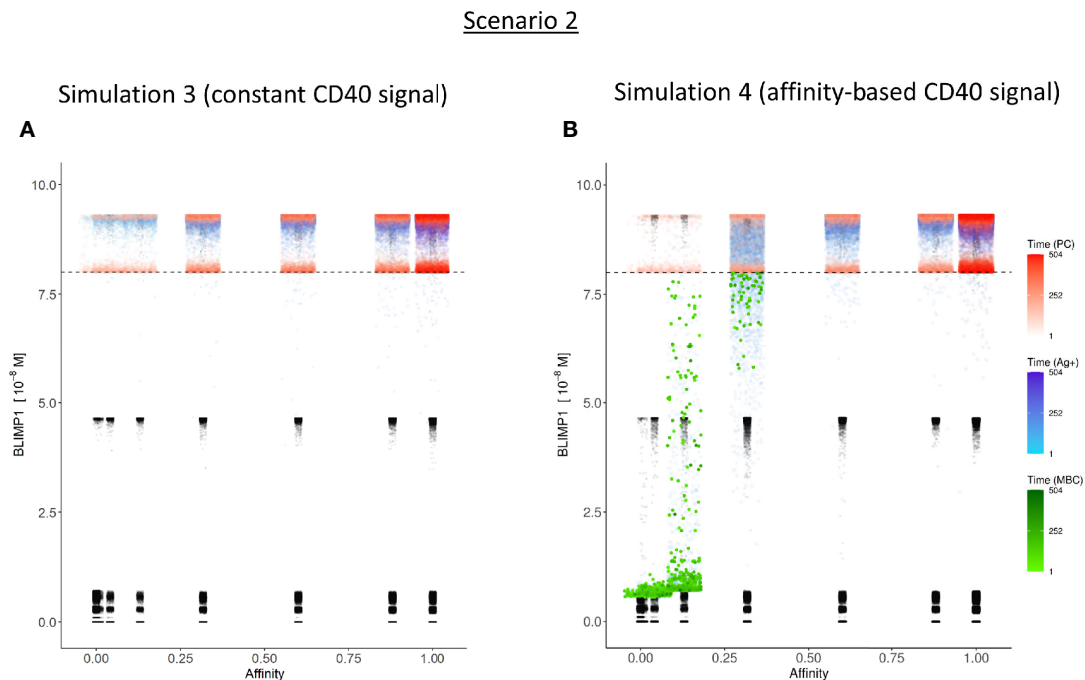 Scenario 2
Simulation 3 (constant CD40 signal)
Simulation 4 (affinity-based CD40 signal)
A
B
BLIMP1 [ 10⁻⁸ M]
10.0
7.5
5.0
2.5
0.0
0.00 0.25 0.50 0.75 1.00
Affinity
BLIMP1 [ 10⁻⁸ M]
10.0
7.5
5.0
2.5
0.0
0.00 0.25 0.50 0.75 1.00
Affinity
Time (PC)
504
252
1
Time (Ag+)
504
252
1
Time (MBC)
504
252
1